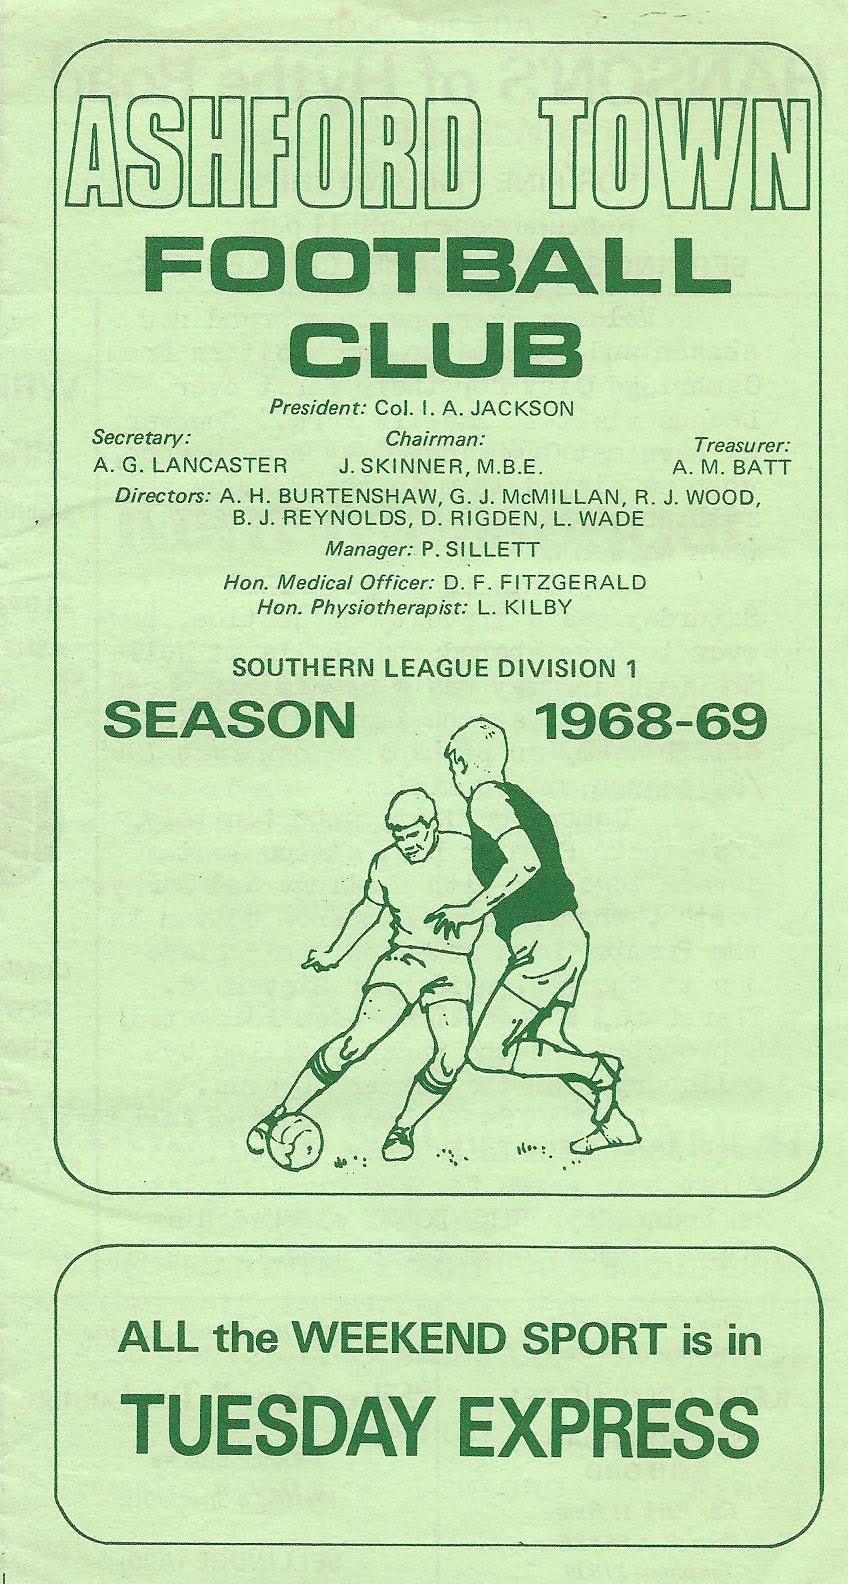 ASHFORD TOWN
FOOTBALL
CLUB
President: Col. I. A. JACKSON
Secretary: Chairman: Treasurer:
A. G. LANCASTER J. SKINNER, M.B.E. A. M. BATT
Directors: A. H. BURTENSHAW, G. J. McMILLAN, R. J. WOOD,
B. J. REYNOLDS, D. RIGDEN, L. WADE
Manager: P. SILLETT
Hon. Medical Officer: D. F. FITZGERALD
Hon. Physiotherapist: L. KILBY
SOUTHERN LEAGUE DIVISION 1
SEASON 1968-69
ALL the WEEKEND SPORT is in
TUESDAY EXPRESS